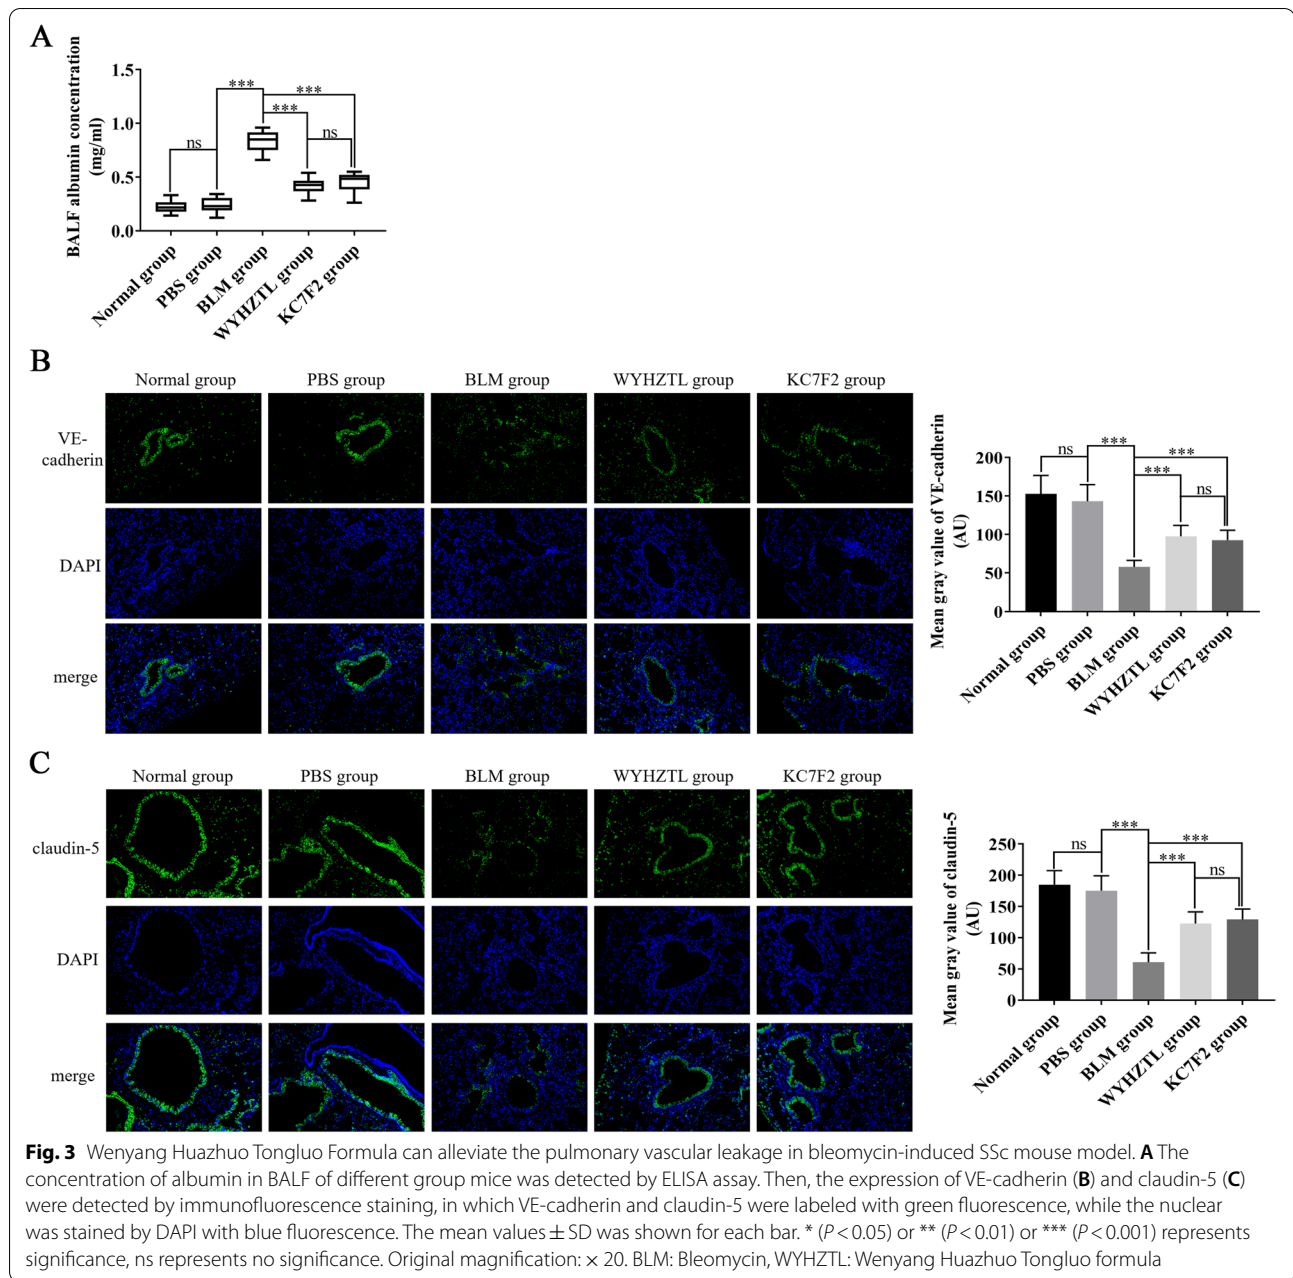 A
BALF albumin concentration
(mg/ml)
1.5
1.0
0.5
0.0
ns
***
***
***
ns
Normal group
PBS group
BLM group
WYHZTL group
KC7F2 group
B
Normal group PBS group BLM group WYHZTL group KC7F2 group
VE-
cadherin
DAPI
merge
Mean gray value of VE-cadherin
(AU)
200
150
100
50
0
ns
***
***
***
ns
Normal group
PBS group
BLM group
WYHZTL group
KC7F2 group
C
Normal group PBS group BLM group WYHZTL group KC7F2 group
claudin-5
DAPI
merge
Mean gray value of claudin-5
(AU)
250
200
150
100
50
0
ns
***
***
***
ns
Normal group
PBS group
BLM group
WYHZTL group
KC7F2 group
Fig. 3 Wenyang Huazhuo Tongluo Formula can alleviate the pulmonary vascular leakage in bleomycin-induced SSc mouse model. A The
concentration of albumin in BALF of different group mice was detected by ELISA assay. Then, the expression of VE-cadherin (B) and claudin-5 (C)
were detected by immunofluorescence staining, in which VE-cadherin and claudin-5 were labeled with green fluorescence, while the nuclear
was stained by DAPI with blue fluorescence. The mean values ± SD was shown for each bar. * (P < 0.05) or ** (P < 0.01) or *** (P < 0.001) represents
significance, ns represents no significance. Original magnification: × 20. BLM: Bleomycin, WYHZTL: Wenyang Huazhuo Tongluo formula